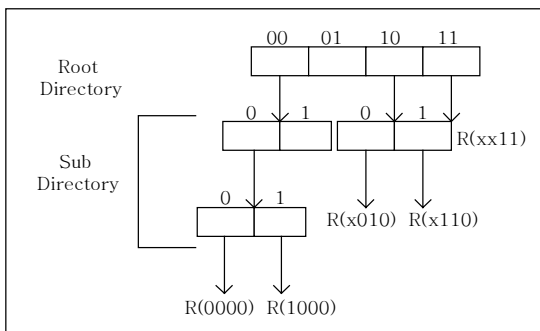 00 01 10 11
Root
Directory
0 1 0 1
R(xx11)
Sub
Directory
0 1
R(x010) R(x110)
R(0000) R(1000)